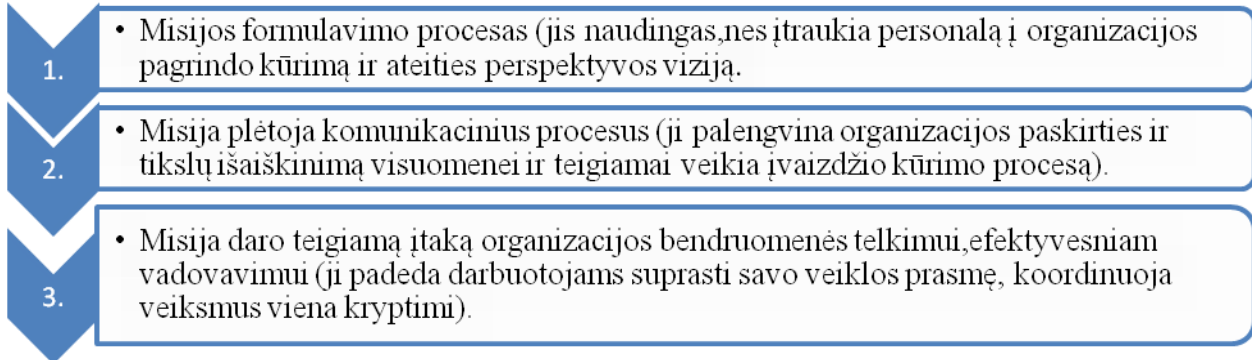 1.
• Misijos formulavimo procesas (jis naudingas,nes įtraukia personalą į organizacijos
pagrindo kūrimą ir ateities perspektyvos viziją.
2.
• Misija plėtoja komunikacinius procesus (ji palengvina organizacijos paskirties ir
tikslų išaiškinimą visuomenei ir teigiamai veikia įvaizdžio kūrimo procesą).
3.
• Misija daro teigiamą įtaką organizacijos bendruomenės telkimui,efektyvesniam
vadovavimui (ji padeda darbuotojams suprasti savo veiklos prasmę, koordinuoja
veiksmus viena kryptimi).